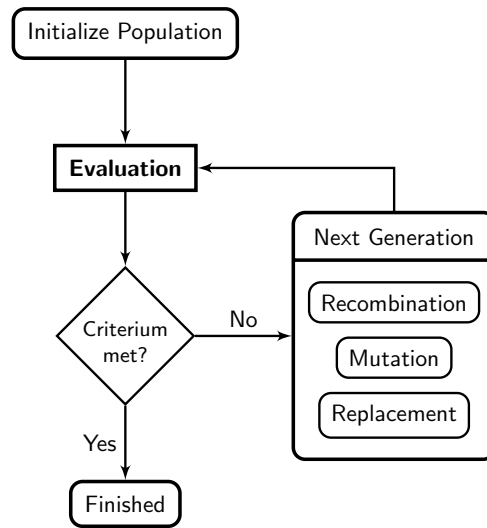 Initialize Population
Evaluation
Next Generation
Recombination
Criterium
met?
No
Mutation
Replacement
Yes
Finished